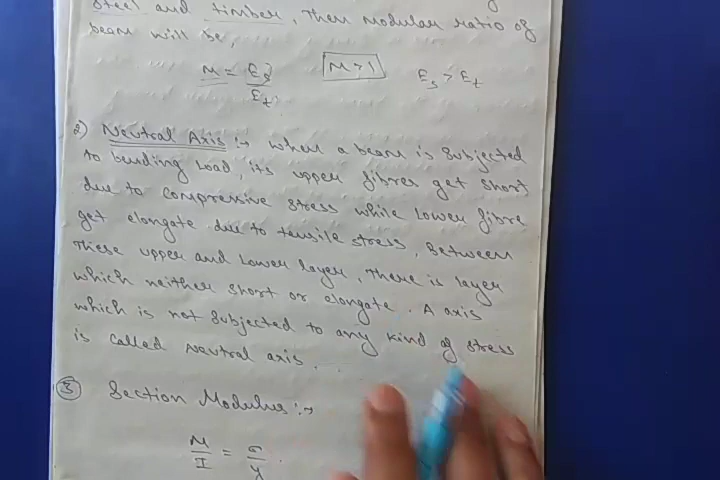 Steel and timber, Then Modular ratio of
beam will be,
M = Es / Et
M > 1
Es > Et
2) Neutral Axis :→ when a beam is subjected
to bending Load, its upper fibres get short
due to compressive stress while Lower fibre
get elongate due to tensile stress, Between
These upper and Lower layer, There is layer
which neither short or elongate. A axis
which is not subjected to any kind of stress
is called Neutral axis.
3 Section Modulus :→
M / I = σ / y